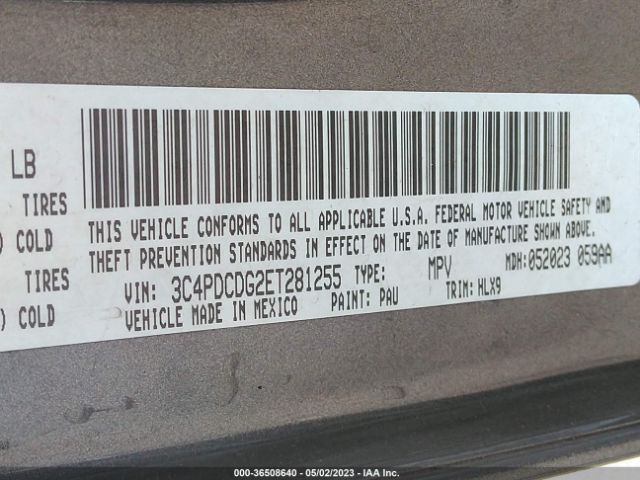 LB
TIRES
) COLD
TIRES
) COLD
THIS VEHICLE CONFORMS TO ALL APPLICABLE U.S.A. FEDERAL MOTOR VEHICLE SAFETY AND
THEFT PREVENTION STANDARDS IN EFFECT ON THE DATE OF MANUFACTURE SHOWN ABOVE.
VIN: 3C4PDCDG2ET281255 TYPE: MPV MDH: 052023 059AA
VEHICLE MADE IN MEXICO PAINT: PAU TRIM: HLX9
000-36508640 - 05/02/2023 - IAA Inc.